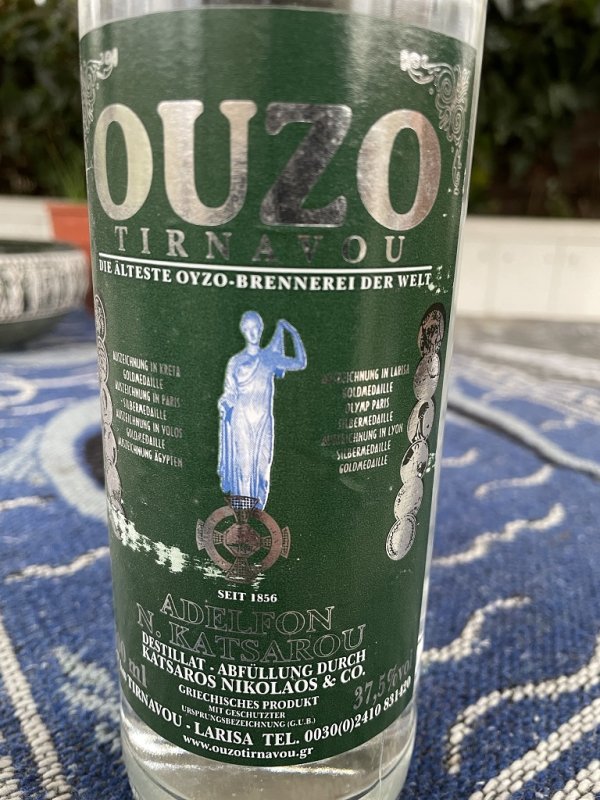 OUZO
TIRNAVOU
DIE ÄLTESTE OYZO-BRENNEREI DER WELT
AUSZEICHNUNG IN KRETA
GOLDMEDAILLE
AUSZEICHNUNG IN PARIS
-SILBERMEDAILLE
AUSZEICHNUNG IN VOLOS
GOLDMEDAILLE
AUSZEICHNUNG ÄGYPTEN
AUSZEICHNUNG IN LARISA
GOLDMEDAILLE
OLYMP PARIS
SILBERMEDAILLE
AUSZEICHNUNG IN LYON
SILBERMEDAILLE
GOLDMEDAILLE
SEIT 1856
ADELFON
N. KATSAROU
DESTILLAT - ABFÜLLUNG DURCH
KATSAROS NIKOLAOS & CO.
GRIECHISCHES PRODUKT
MIT GESCHUTZTER
URSPRUNGSBEZEICHNUNG (G.U.B.)
ml
37,5%vol
TIRNAVOU - LARISA TEL. 0030(0)2410 831420
www.ouzotirnavou.gr